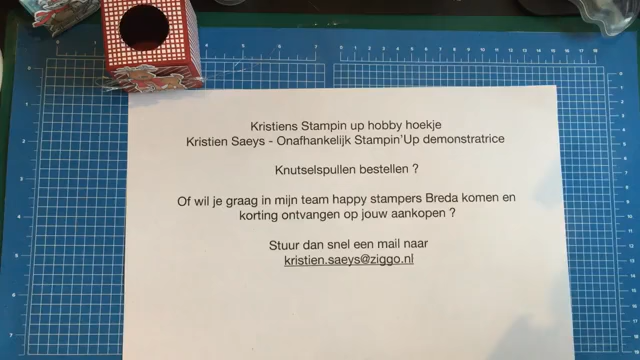 Kristiens Stampin up hobby hoekje
Kristien Saeys - Onafhankelijk Stampin'Up demonstratrice
Knutselspullen bestellen ?
Of wil je graag in mijn team happy stampers Breda komen en
korting ontvangen op jouw aankopen ?
Stuur dan snel een mail naar
kristien.saeys@ziggo.nl